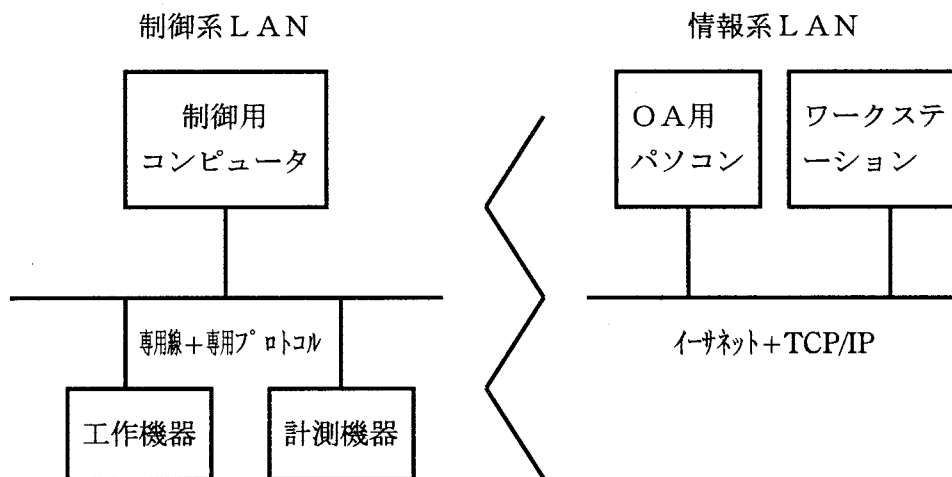 制御系ＬＡＮ
情報系ＬＡＮ
制御用
コンピュータ
ＯＡ用
パソコン
ワークステ
ーション
専用線＋専用プロトコル
イーサネット＋TCP/IP
工作機器
計測機器